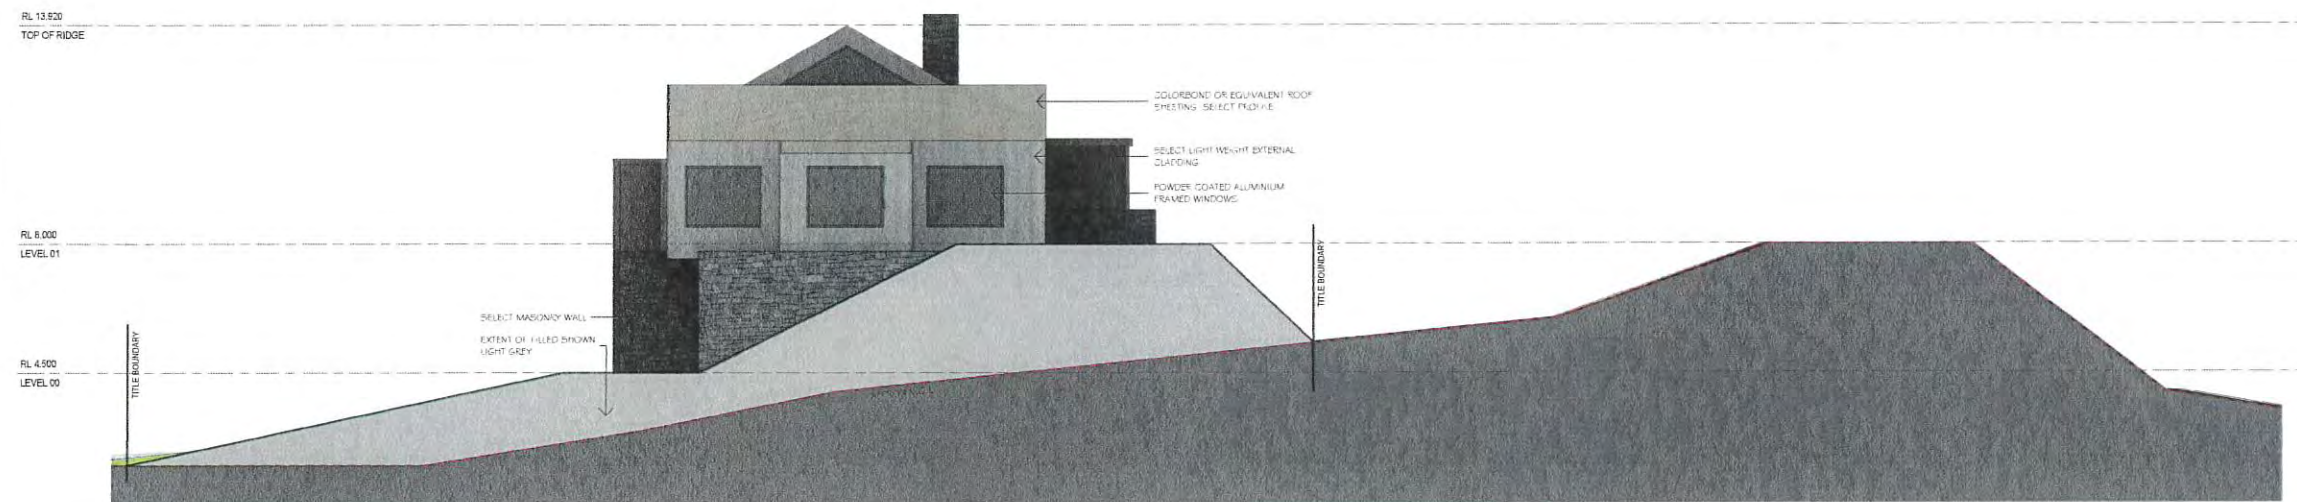 RL 13.920
TOP OF RIDGE
COLORBOND OR EQUIVALENT ROOF
SHEETING. SELECT PROFILE
SELECT LIGHT WEIGHT EXTERNAL
CLADDING
POWDER COATED ALUMINIUM
FRAMED WINDOWS
RL 8.000
LEVEL 01
TITLE BOUNDARY
SELECT MASONRY WALL
EXTENT OF FILLED SHOWN
LIGHT GREY
TITLE BOUNDARY
RL 4.500
LEVEL 00